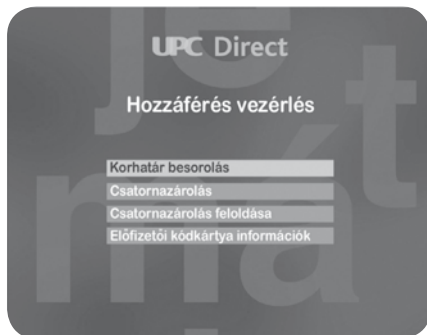 UPC Direct
Hozzáférés vezérlés
Korhatár besorolás
Csatornazárolás
Csatornazárolás feloldása
Előfizetői kódkártya információk